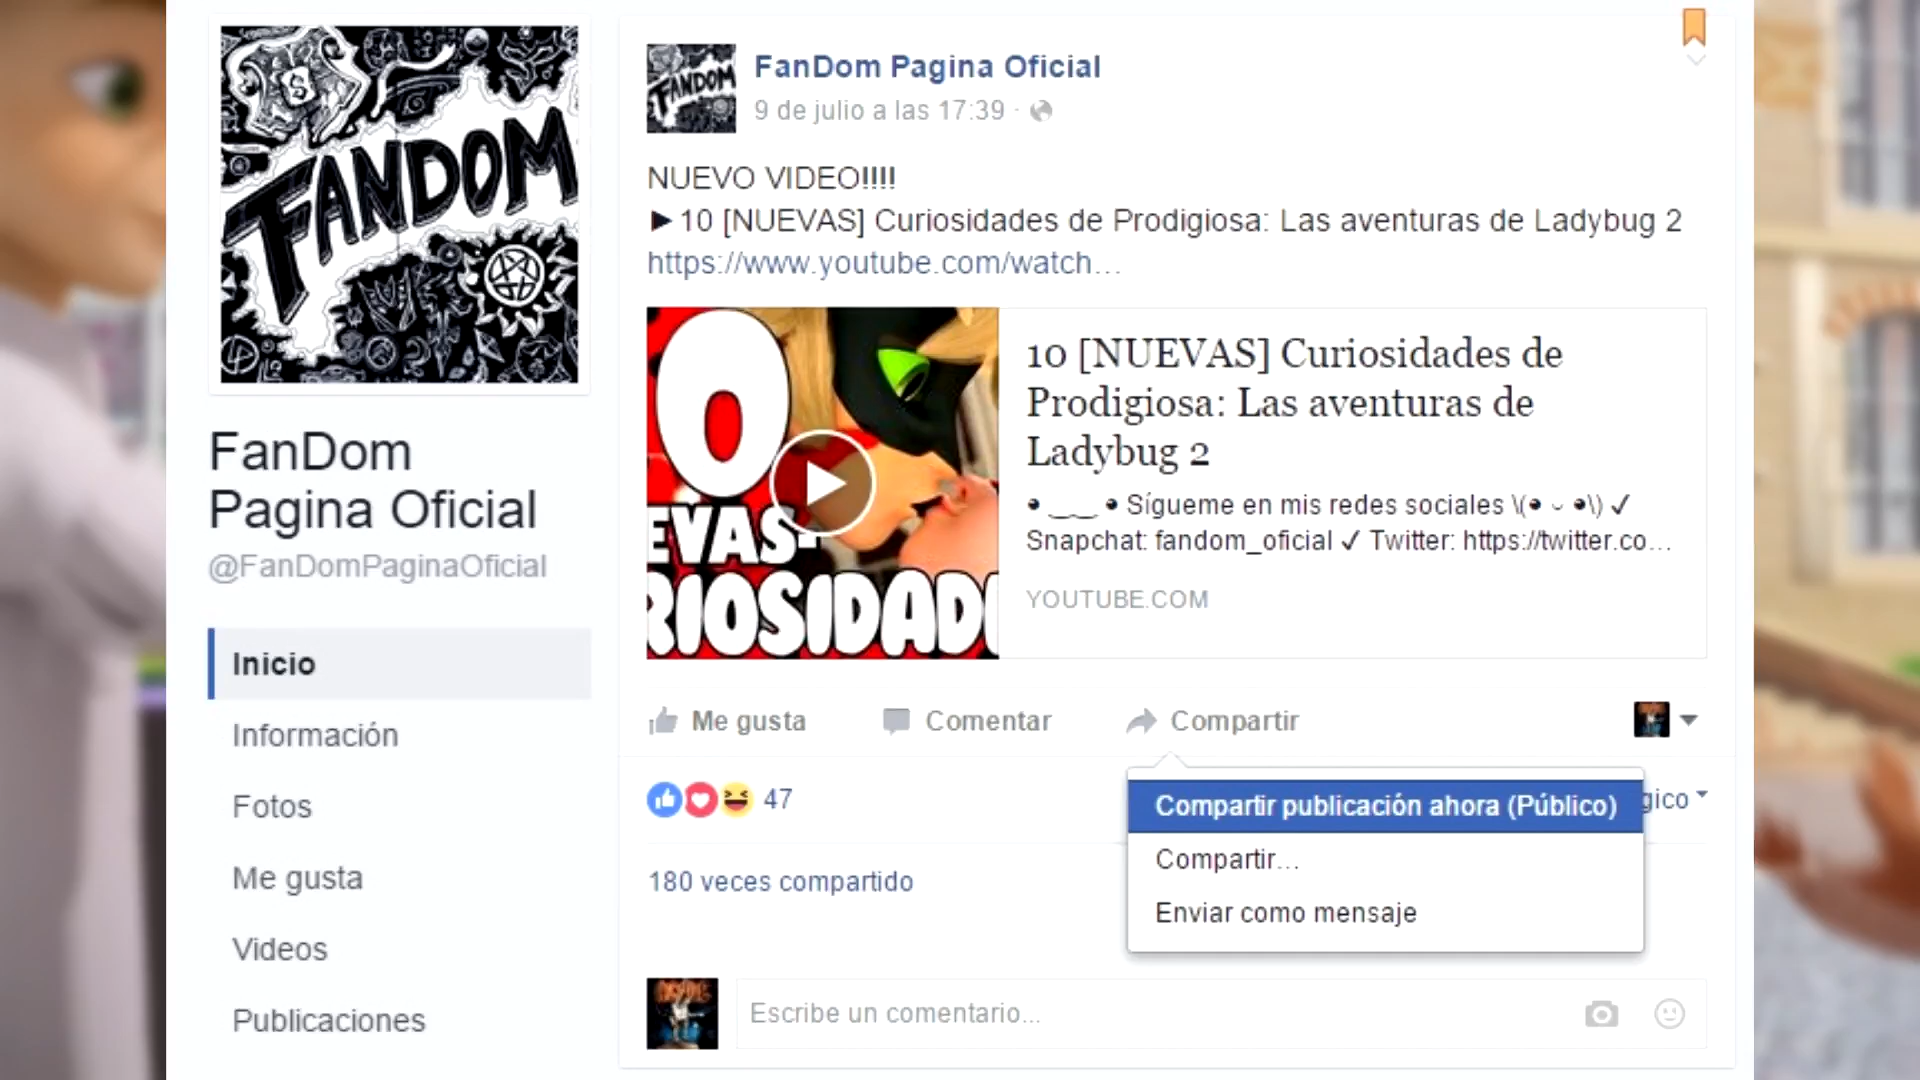 FANDOM
FanDom
Pagina Oficial
@FanDomPaginaOficial
Inicio
Información
Fotos
Me gusta
Videos
Publicaciones
FANDOM
FanDom Pagina Oficial
9 de julio a las 17:39 ·
NUEVO VIDEO!!!!
►10 [NUEVAS] Curiosidades de Prodigiosa: Las aventuras de Ladybug 2
https://www.youtube.com/watch...
0
EVAS-
RIOSIDAD
10 [NUEVAS] Curiosidades de
Prodigiosa: Las aventuras de
Ladybug 2
◕ ‿‿ ◕ Sígueme en mis redes sociales \(◕ ᴗ ◕\) ✓
Snapchat: fandom_oficial ✓ Twitter: https://twitter.co...
YOUTUBE.COM
Me gusta Comentar Compartir
47
gico
Compartir publicación ahora (Público)
Compartir...
Enviar como mensaje
180 veces compartido
Escribe un comentario...